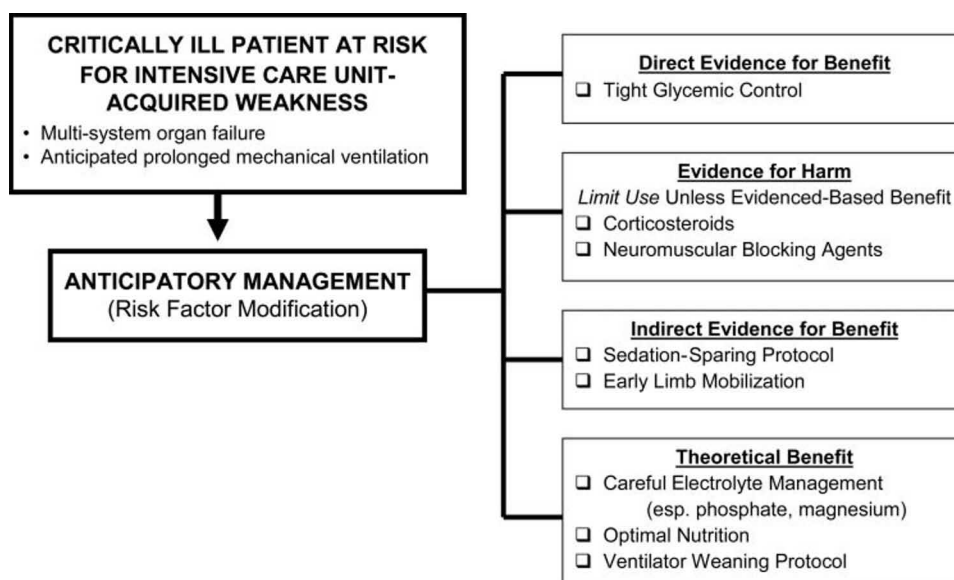 CRITICALLY ILL PATIENT AT RISK
FOR INTENSIVE CARE UNIT-
ACQUIRED WEAKNESS
• Multi-system organ failure
• Anticipated prolonged mechanical ventilation
ANTICIPATORY MANAGEMENT
(Risk Factor Modification)
Direct Evidence for Benefit
❑ Tight Glycemic Control
Evidence for Harm
Limit Use Unless Evidenced-Based Benefit
❑ Corticosteroids
❑ Neuromuscular Blocking Agents
Indirect Evidence for Benefit
❑ Sedation-Sparing Protocol
❑ Early Limb Mobilization
Theoretical Benefit
❑ Careful Electrolyte Management
(esp. phosphate, magnesium)
❑ Optimal Nutrition
❑ Ventilator Weaning Protocol